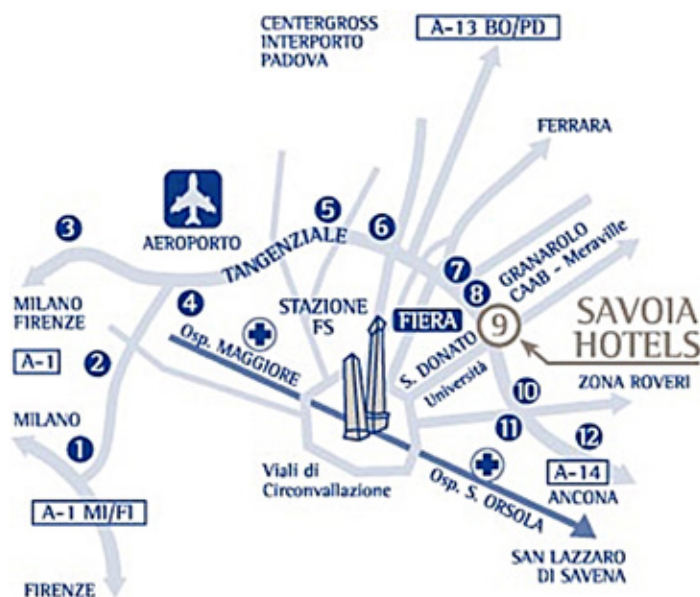 CENTERGROSS
INTERPORTO
PADOVA
A-13 BO/PD
FERRARA
AEROPORTO
3
5
6
TANGENZIALE
7
8
GRANAROLO
CAAB - Meraville
MILANO
FIRENZE
4
STAZIONE
FS
FIERA
9
SAVOIA
HOTELS
A-1
2
Osp. MAGGIORE
S. DONATO
Università
10
ZONA ROVERI
MILANO
1
11
12
Viali di
Circonvallazione
Osp. S. ORSOLA
A-14
ANCONA
A-1 MI/FI
SAN LAZZARO
DI SAVENA
FIRENZE